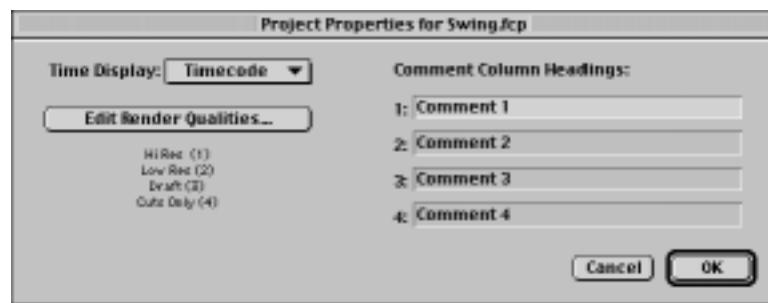 Project Properties for Swing.fcp
Time Display: Timecode
Edit Render Qualities...
Hi Res (1)
Low Res (2)
Draft (3)
Cuts Only (4)
Comment Column Headings:
1: Comment 1
2: Comment 2
3: Comment 3
4: Comment 4
Cancel
OK